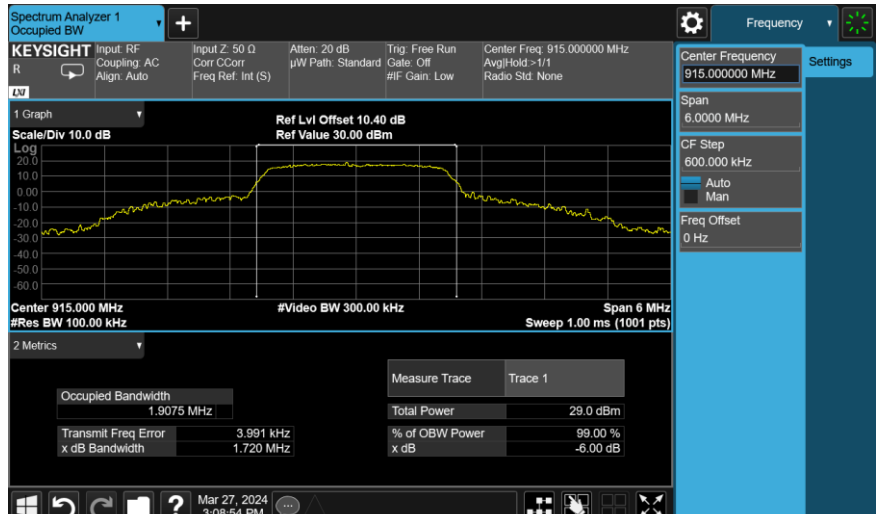 Spectrum Analyzer 1
Occupied BW
+
Frequency
KEYSIGHT
R
LXI
Input: RF
Coupling: AC
Align: Auto
Input Z: 50 Ω
Corr CCorr
Freq Ref: Int (S)
Atten: 20 dB
µW Path: Standard
Trig: Free Run
Gate: Off
#IF Gain: Low
Center Freq: 915.000000 MHz
Avg|Hold:>1/1
Radio Std: None
Center Frequency
915.000000 MHz
Settings
Span
6.0000 MHz
CF Step
600.000 kHz
Auto
Man
Freq Offset
0 Hz
1 Graph
Scale/Div 10.0 dB
Ref Lvl Offset 10.40 dB
Ref Value 30.00 dBm
Log
20.0
10.0
0.00
-10.0
-20.0
-30.0
-40.0
-50.0
-60.0
Center 915.000 MHz
#Video BW 300.00 kHz
Span 6 MHz
#Res BW 100.00 kHz
Sweep 1.00 ms (1001 pts)
2 Metrics
Measure Trace Trace 1
Occupied Bandwidth
1.9075 MHz
Total Power 29.0 dBm
Transmit Freq Error 3.991 kHz
% of OBW Power 99.00 %
x dB Bandwidth 1.720 MHz
x dB -6.00 dB
?
Mar 27, 2024
3:08:54 PM